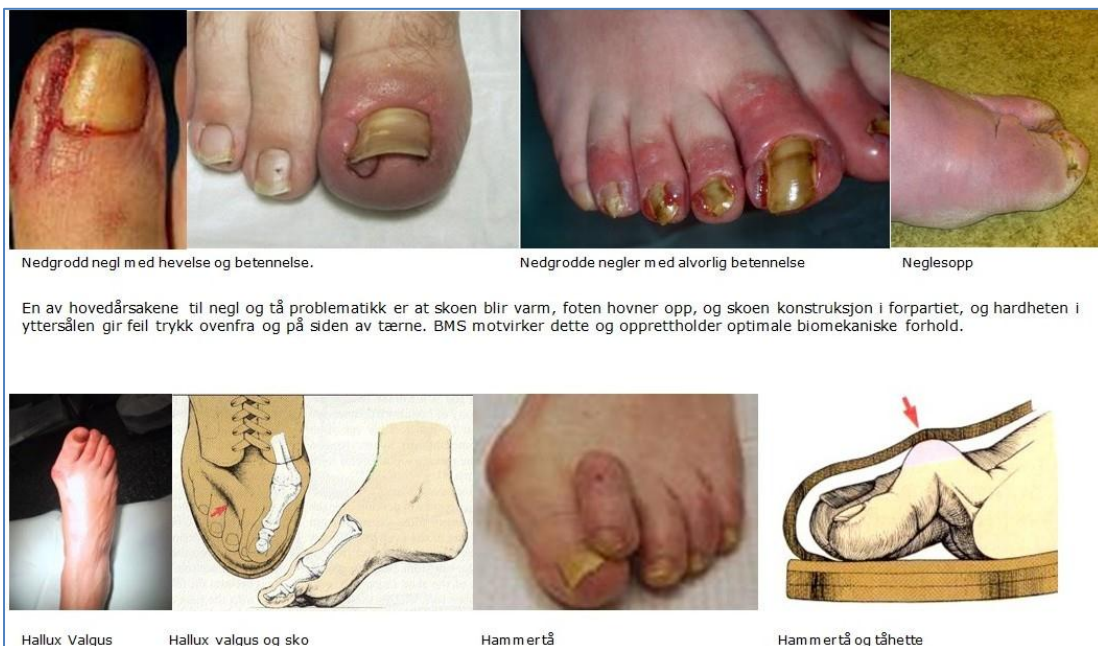 Nedgrodd negl med hevelse og betennelse.
Nedgrodde negler med alvorlig betennelse
Neglesopp
En av hovedårsakene til negl og tå problematikk er at skoen blir varm, foten hovner opp, og skoen konstruksjon i forpartiet, og hardheten i
yttersålen gir feil trykk ovenfra og på siden av tærne. BMS motvirker dette og opprettholder optimale biomekaniske forhold.
Hallux Valgus
Hallux valgus og sko
Hammertå
Hammertå og tåhette